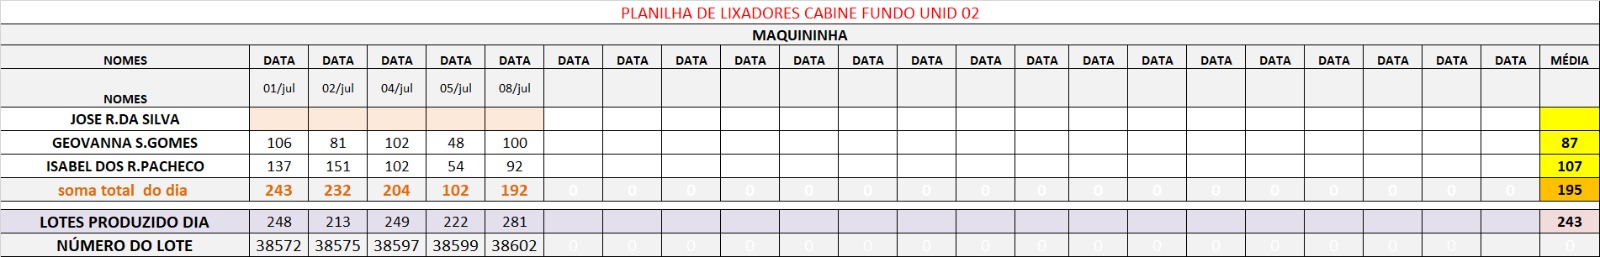 PLANILHA DE LIXADORES CABINE FUNDO UNID 02
MAQUININHA
NOMES DATA DATA DATA DATA DATA DATA DATA DATA DATA DATA DATA DATA DATA DATA DATA DATA DATA DATA DATA DATA DATA DATA MÉDIA
NOMES 01/jul 02/jul 04/jul 05/jul 08/jul
JOSE R.DA SILVA
GEOVANNA S.GOMES 106 81 102 48 100 87
ISABEL DOS R.PACHECO 137 151 102 54 92 107
soma total do dia 243 232 204 102 192 0 0 0 0 0 0 0 0 0 0 0 0 0 0 0 0 0 195
LOTES PRODUZIDO DIA 248 213 249 222 281 243
NÚMERO DO LOTE 38572 38575 38597 38599 38602 0 0 0 0 0 0 0 0 0 0 0 0 0 0 0 0 0